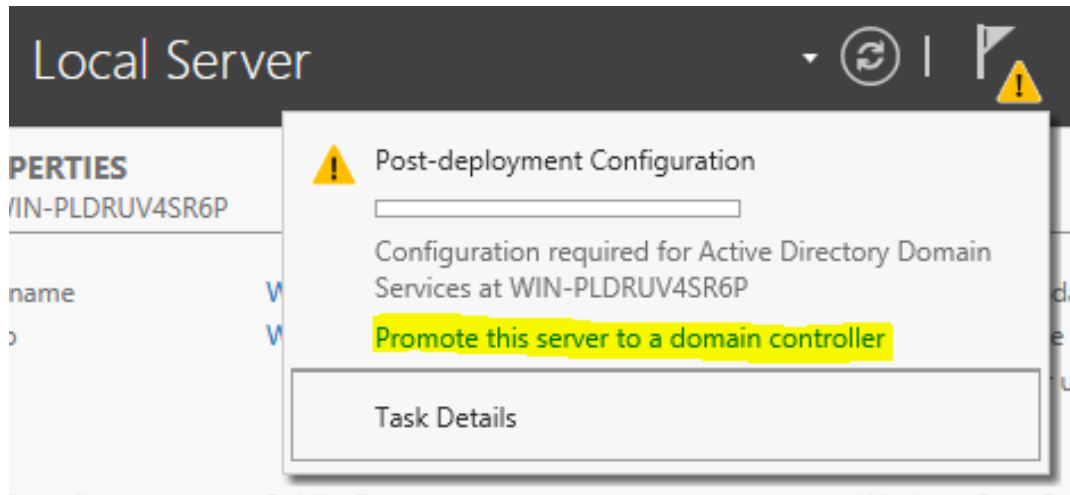 Local Server
PERTIES
Post-deployment Configuration
WIN-PLDRUV4SR6P
Configuration required for Active Directory Domain
Services at WIN-PLDRUV4SR6P
name
Promote this server to a domain controller
Task Details